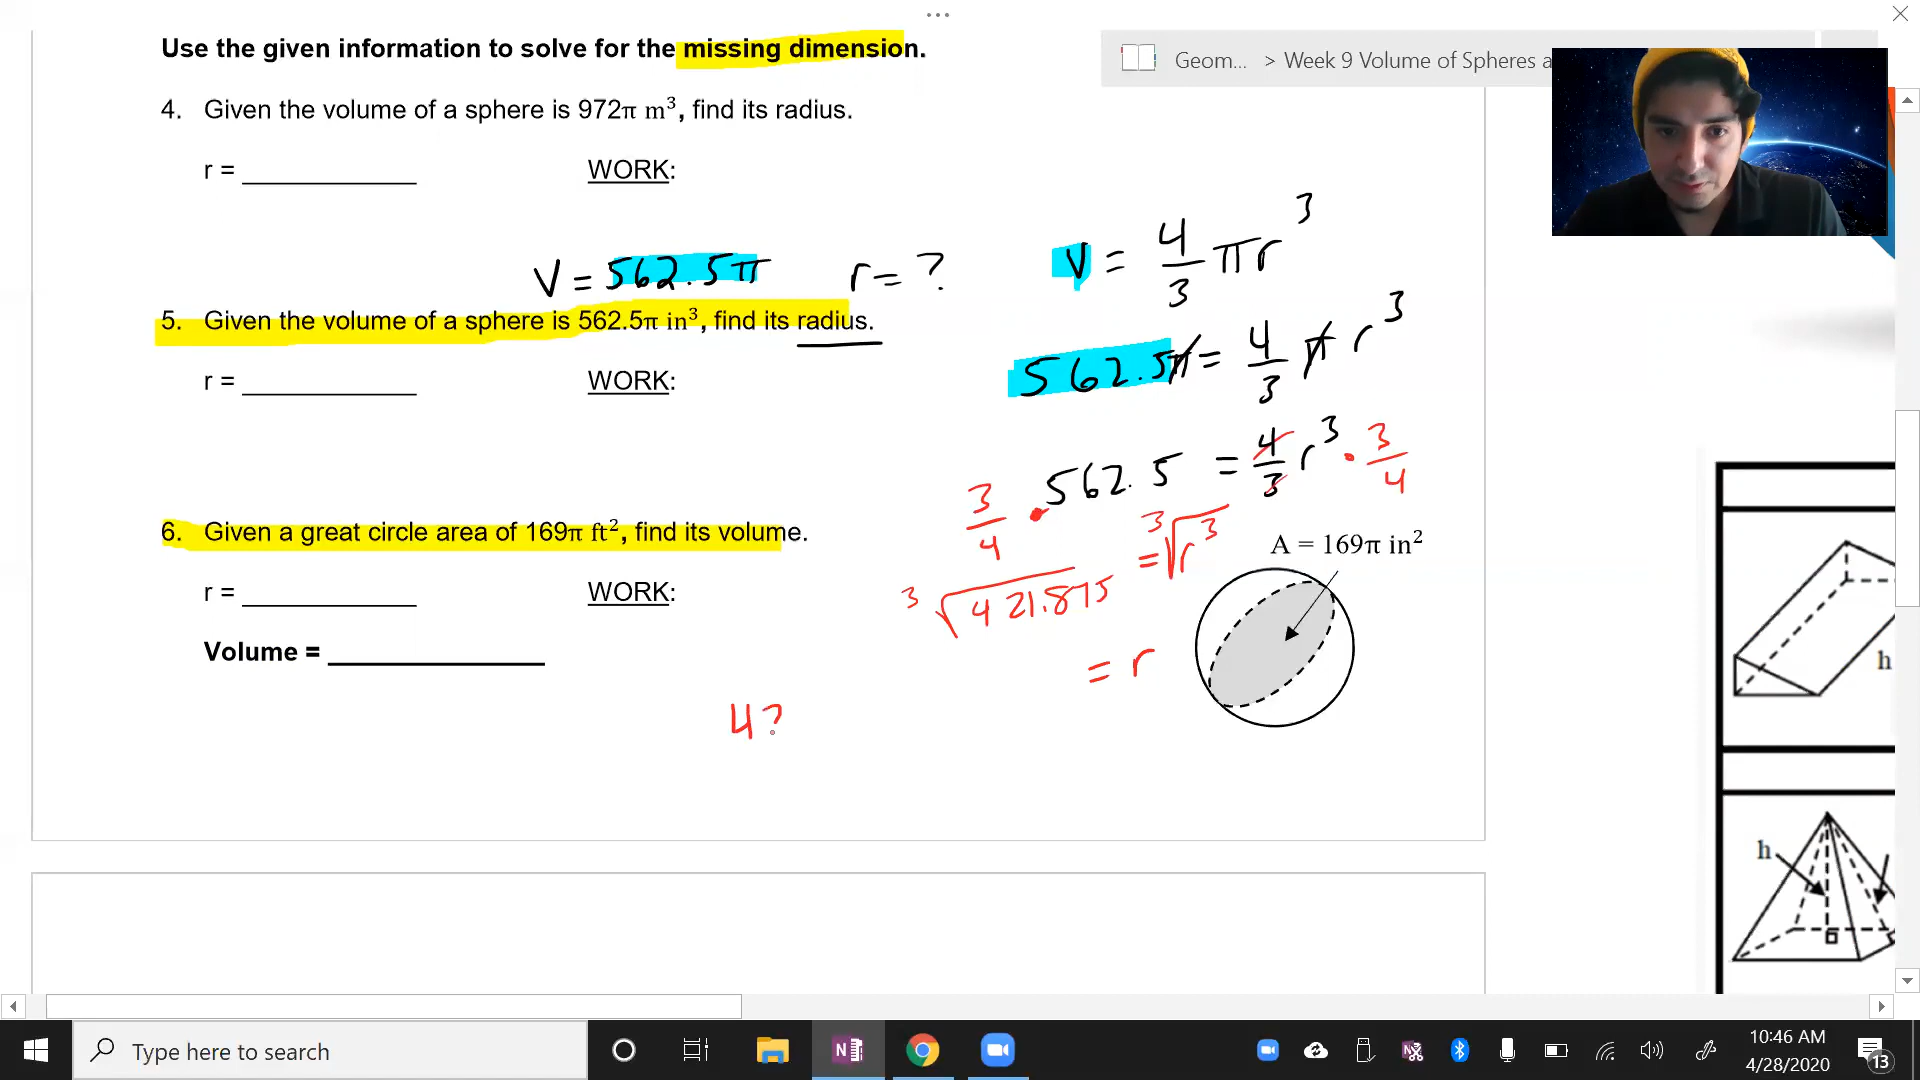 Use the given information to solve for the missing dimension.
Geom... > Week 9 Volume of Spheres a
4. Given the volume of a sphere is 972π m³, find its radius.
r = ____________ WORK:
V = 562.5π r = ?
V = 4/3 πr³
5. Given the volume of a sphere is 562.5π in³, find its radius.
562.5π = 4/3 π r³
r = ____________ WORK:
3/4 • 562.5 = 4/3 r³ • 3/4
6. Given a great circle area of 169π ft², find its volume.
A = 169π in²
³√421.875 = ³√r³
r = ____________ WORK:
Volume = _______________
= r
4?
h
h
Type here to search
10:46 AM
4/28/2020
13